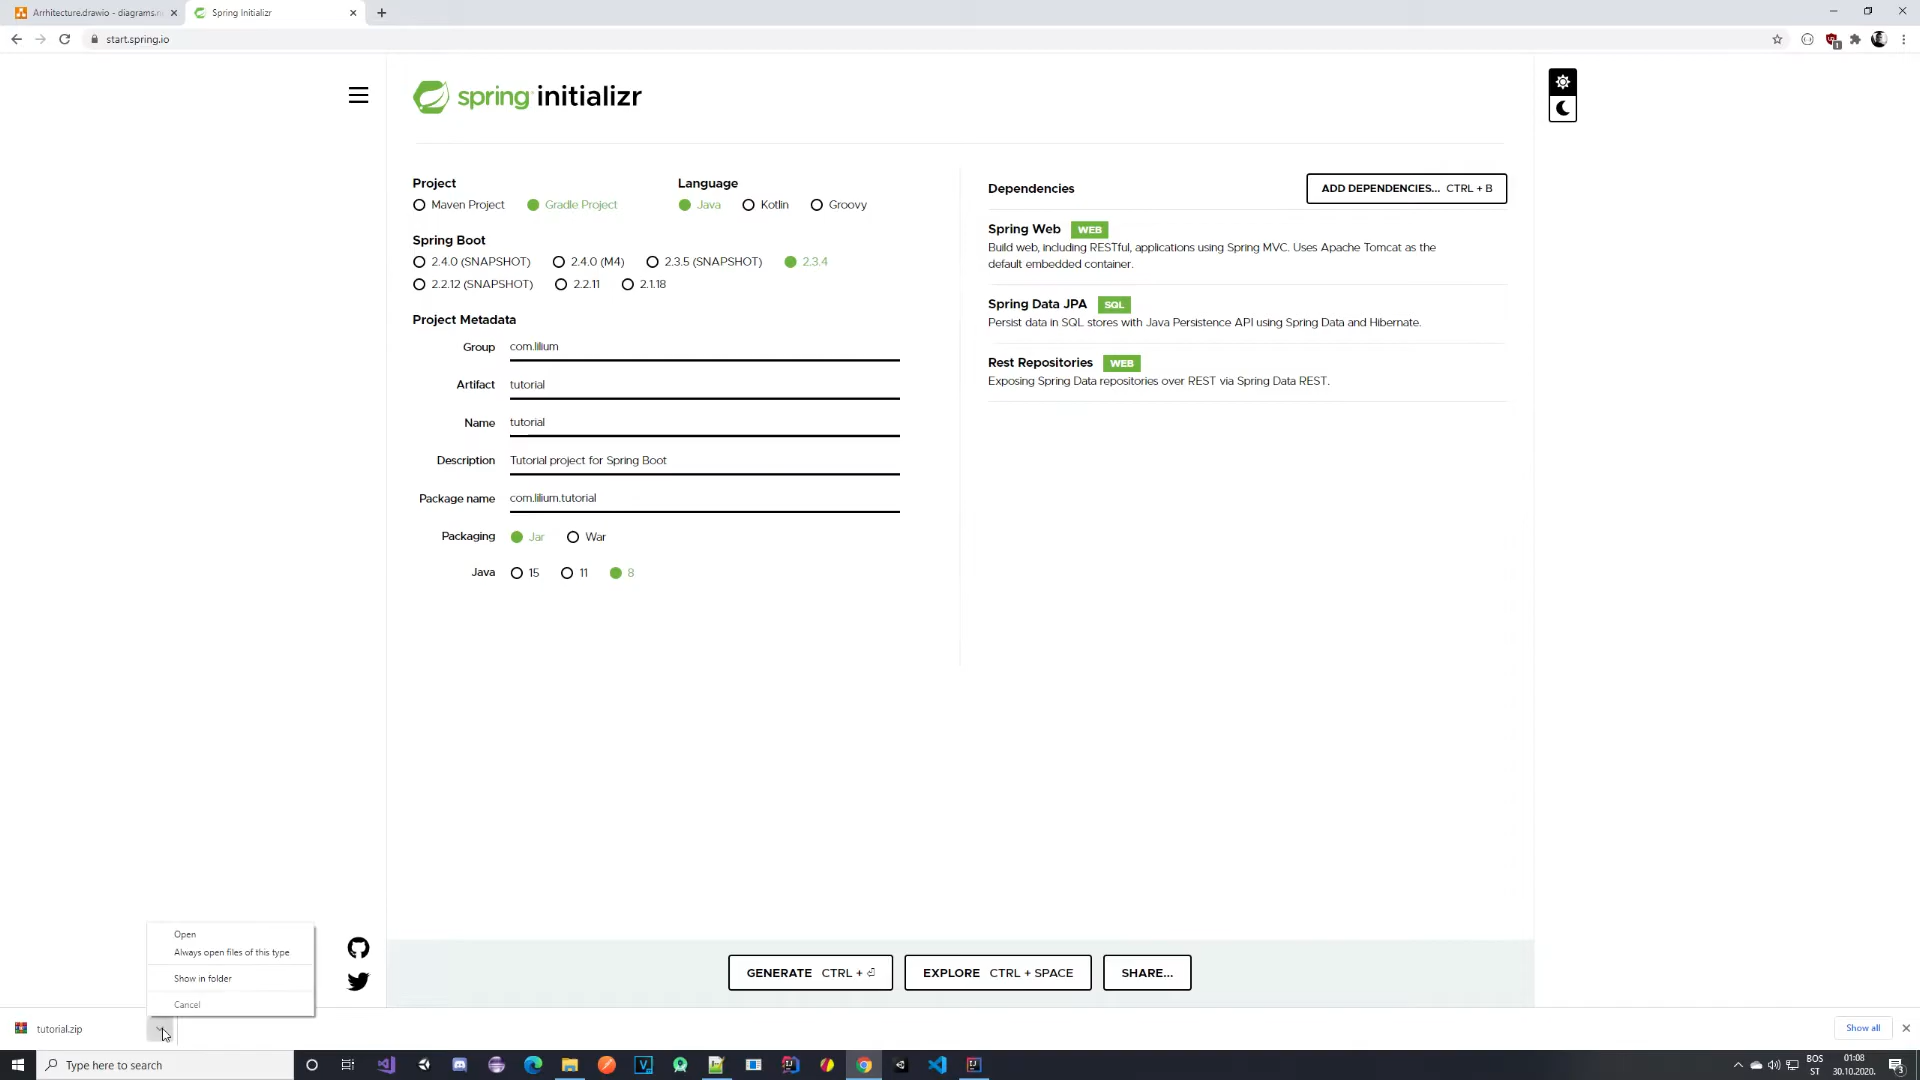 Arrhitecture.drawio - diagrams.n
Spring Initializr
start.spring.io
spring initializr
Project
Maven Project
Gradle Project
Language
Java
Kotlin
Groovy
Spring Boot
2.4.0 (SNAPSHOT)
2.4.0 (M4)
2.3.5 (SNAPSHOT)
2.3.4
2.2.12 (SNAPSHOT)
2.2.11
2.1.18
Project Metadata
Group
com.lilium
Artifact
tutorial
Name
tutorial
Description
Tutorial project for Spring Boot
Package name
com.lilium.tutorial
Packaging
Jar
War
Java
15
11
8
Dependencies
ADD DEPENDENCIES... CTRL + B
Spring Web WEB
Build web, including RESTful, applications using Spring MVC. Uses Apache Tomcat as the
default embedded container.
Spring Data JPA SQL
Persist data in SQL stores with Java Persistence API using Spring Data and Hibernate.
Rest Repositories WEB
Exposing Spring Data repositories over REST via Spring Data REST.
Open
Always open files of this type
Show in folder
Cancel
GENERATE CTRL + ⏎
EXPLORE CTRL + SPACE
SHARE...
tutorial.zip
Show all
Type here to search
BOS
ST
01:08
30.10.2020.
3